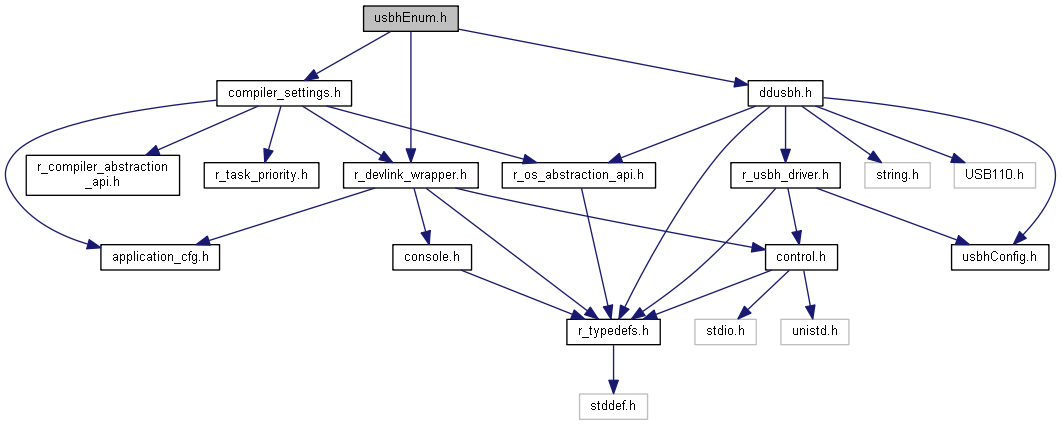 usbhEnum.h
compiler_settings.h
ddusbh.h
r_compiler_abstraction
_api.h
r_task_priority.h
r_devlink_wrapper.h
r_os_abstraction_api.h
r_usbh_driver.h
string.h
USB110.h
application_cfg.h
console.h
control.h
usbhConfig.h
r_typedefs.h
stdio.h
unistd.h
stddef.h